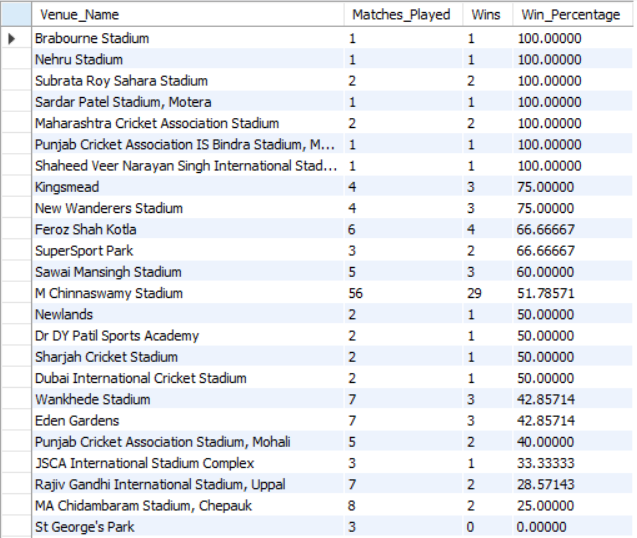 Venue_Name Matches_Played Wins Win_Percentage
Brabourne Stadium 1 1 100.00000
Nehru Stadium 1 1 100.00000
Subrata Roy Sahara Stadium 2 2 100.00000
Sardar Patel Stadium, Motera 1 1 100.00000
Maharashtra Cricket Association Stadium 2 2 100.00000
Punjab Cricket Association IS Bindra Stadium, M... 1 1 100.00000
Shaheed Veer Narayan Singh International Stad... 1 1 100.00000
Kingsmead 4 3 75.00000
New Wanderers Stadium 4 3 75.00000
Feroz Shah Kotla 6 4 66.66667
SuperSport Park 3 2 66.66667
Sawai Mansingh Stadium 5 3 60.00000
M Chinnaswamy Stadium 56 29 51.78571
Newlands 2 1 50.00000
Dr DY Patil Sports Academy 2 1 50.00000
Sharjah Cricket Stadium 2 1 50.00000
Dubai International Cricket Stadium 2 1 50.00000
Wankhede Stadium 7 3 42.85714
Eden Gardens 7 3 42.85714
Punjab Cricket Association Stadium, Mohali 5 2 40.00000
JSCA International Stadium Complex 3 1 33.33333
Rajiv Gandhi International Stadium, Uppal 7 2 28.57143
MA Chidambaram Stadium, Chepauk 8 2 25.00000
St George's Park 3 0 0.00000